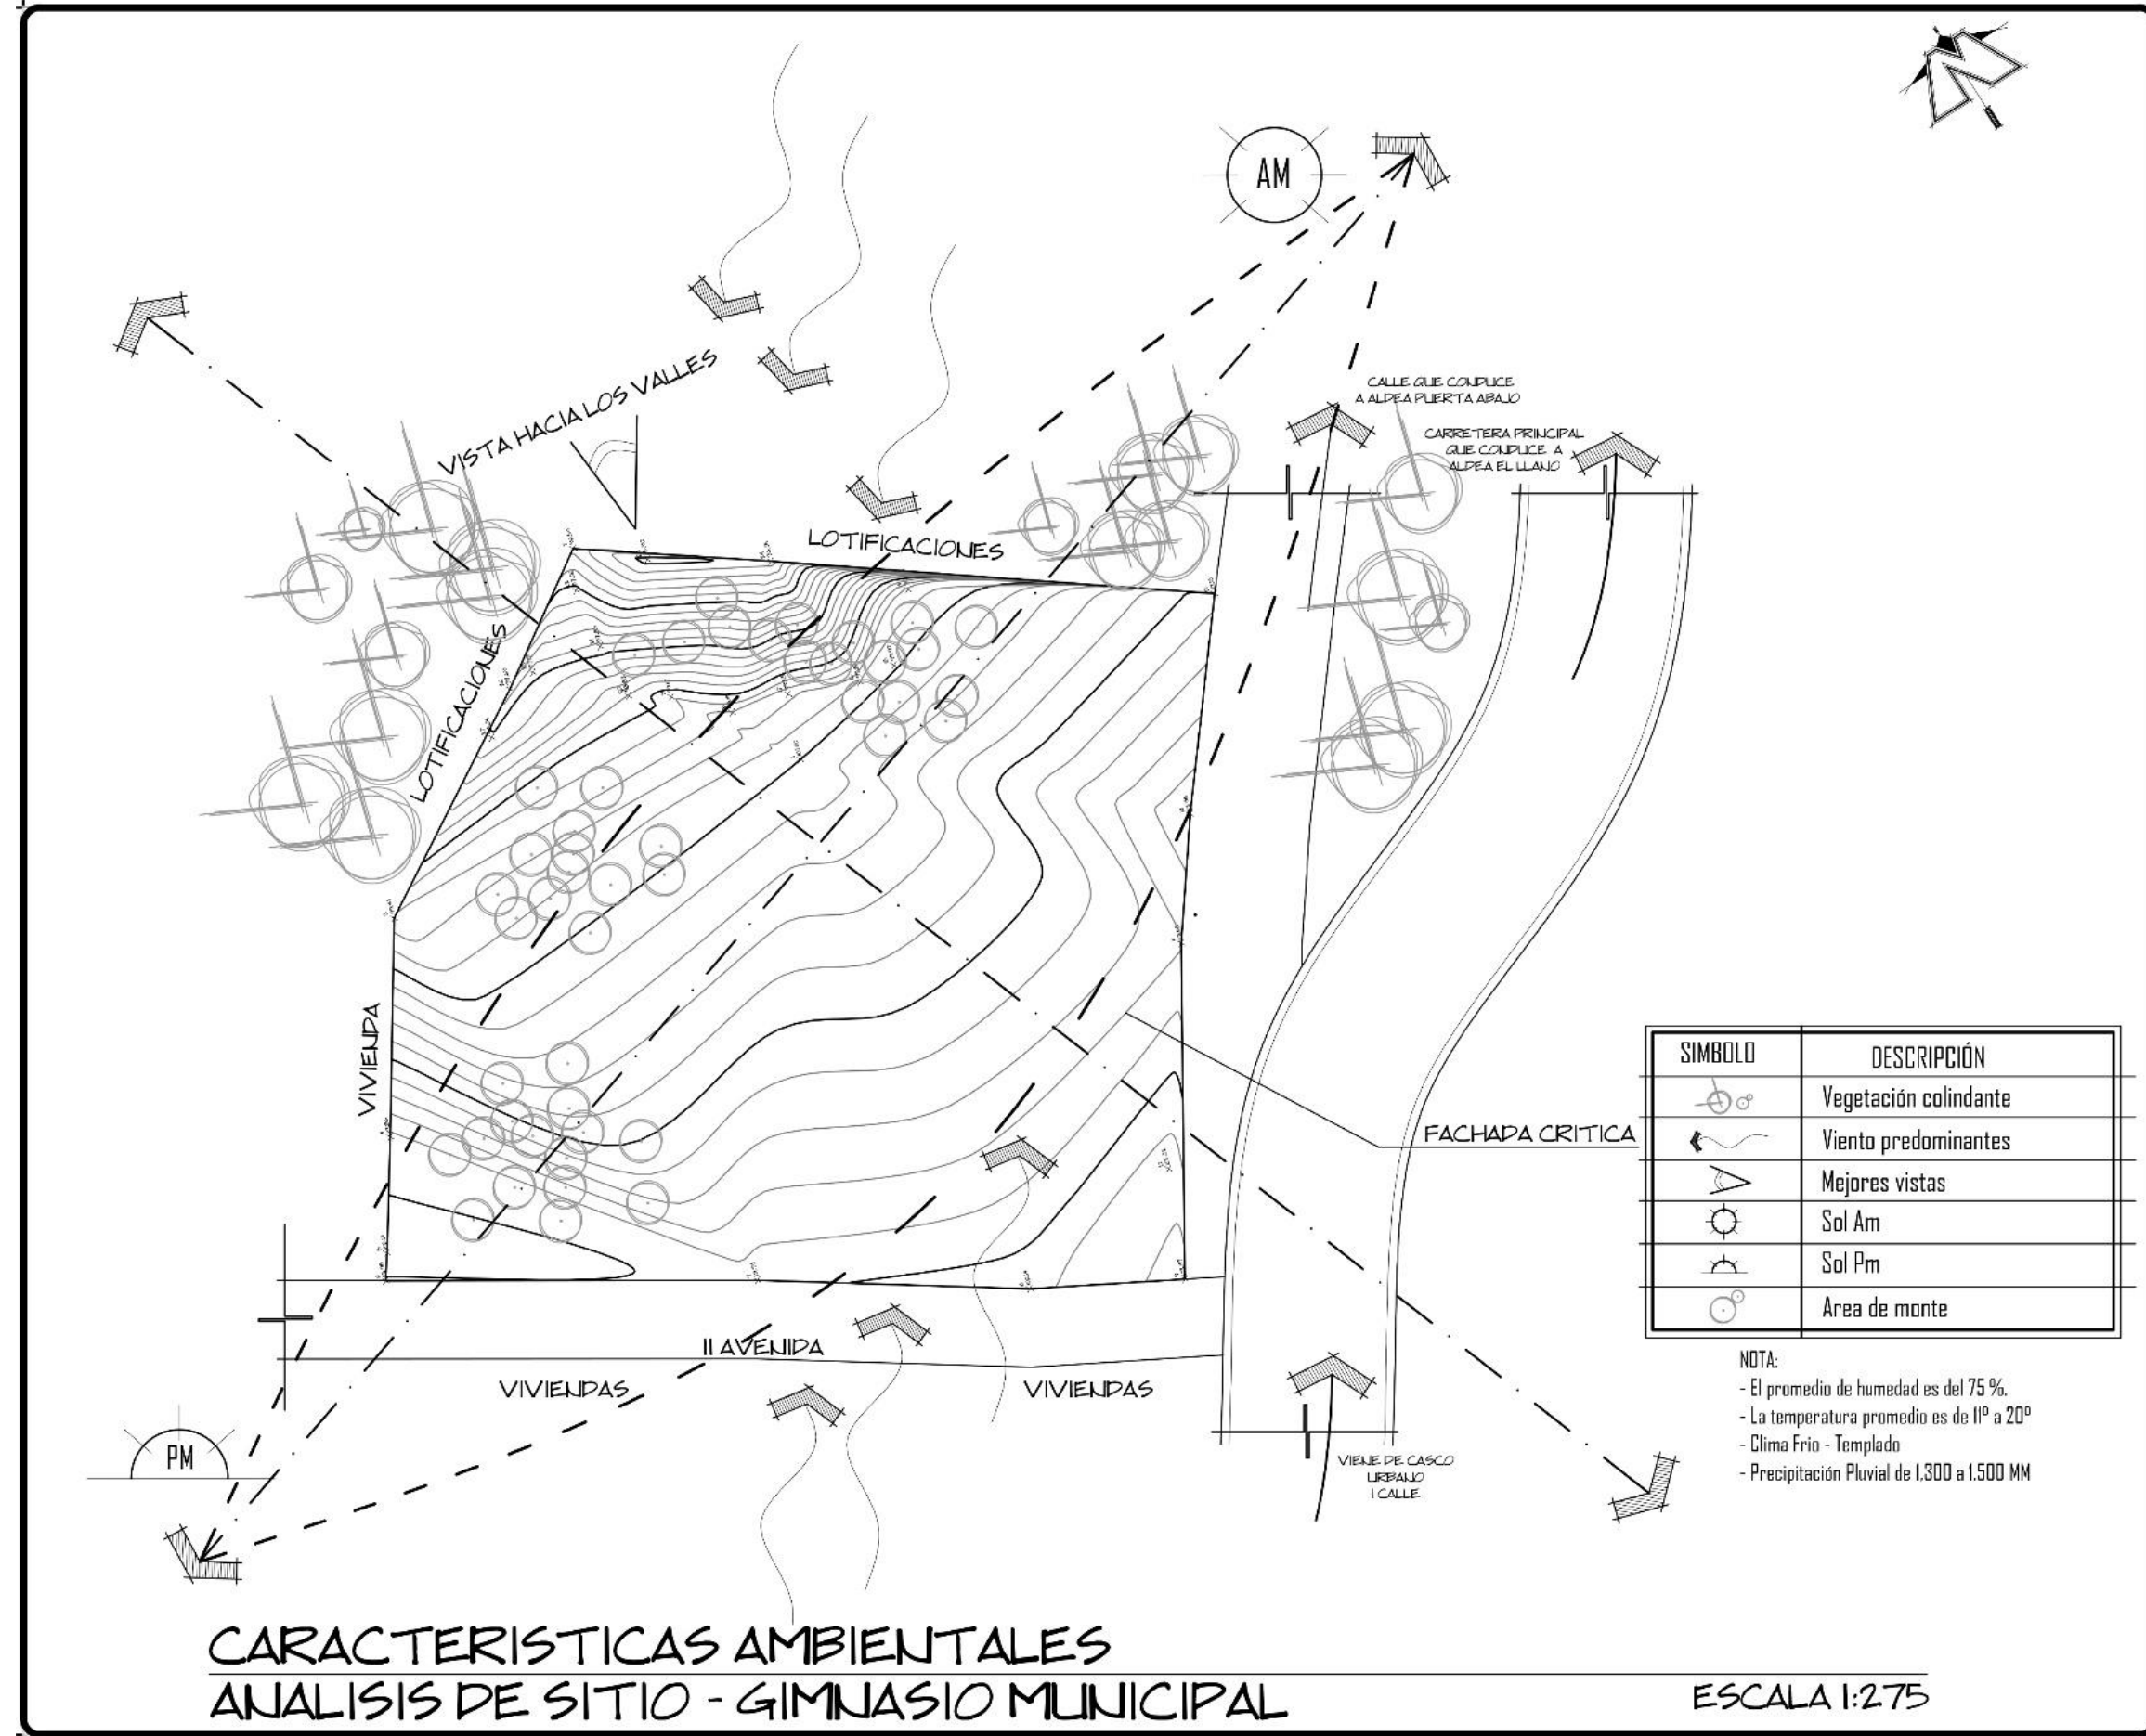 AM
CALLE QUE CONDUCE
A ALDEA PUERTA ABAJO
CARRETERA PRINCIPAL
QUE CONDUCE A
ALDEA EL LLANO
VISTA HACIA LOS VALLES
LOTIFICACIONES
LOTIFICACIONES
VIVIENDA
FACHADA CRITICA
II AVENIDA
VIVIENDAS
VIVIENDAS
PM
VIENE DE CASCO
URBANO
I CALLE
SIMBOLO DESCRIPCIÓN
Vegetación colindante
Viento predominantes
Mejores vistas
Sol Am
Sol Pm
Area de monte
NOTA:
- El promedio de humedad es del 75 %.
- La temperatura promedio es de 11º a 20º
- Clima Frio - Templado
- Precipitación Pluvial de 1,300 a 1.500 MM
CARACTERISTICAS AMBIENTALES
ANALISIS DE SITIO - GIMNASIO MUNICIPAL
ESCALA 1:275